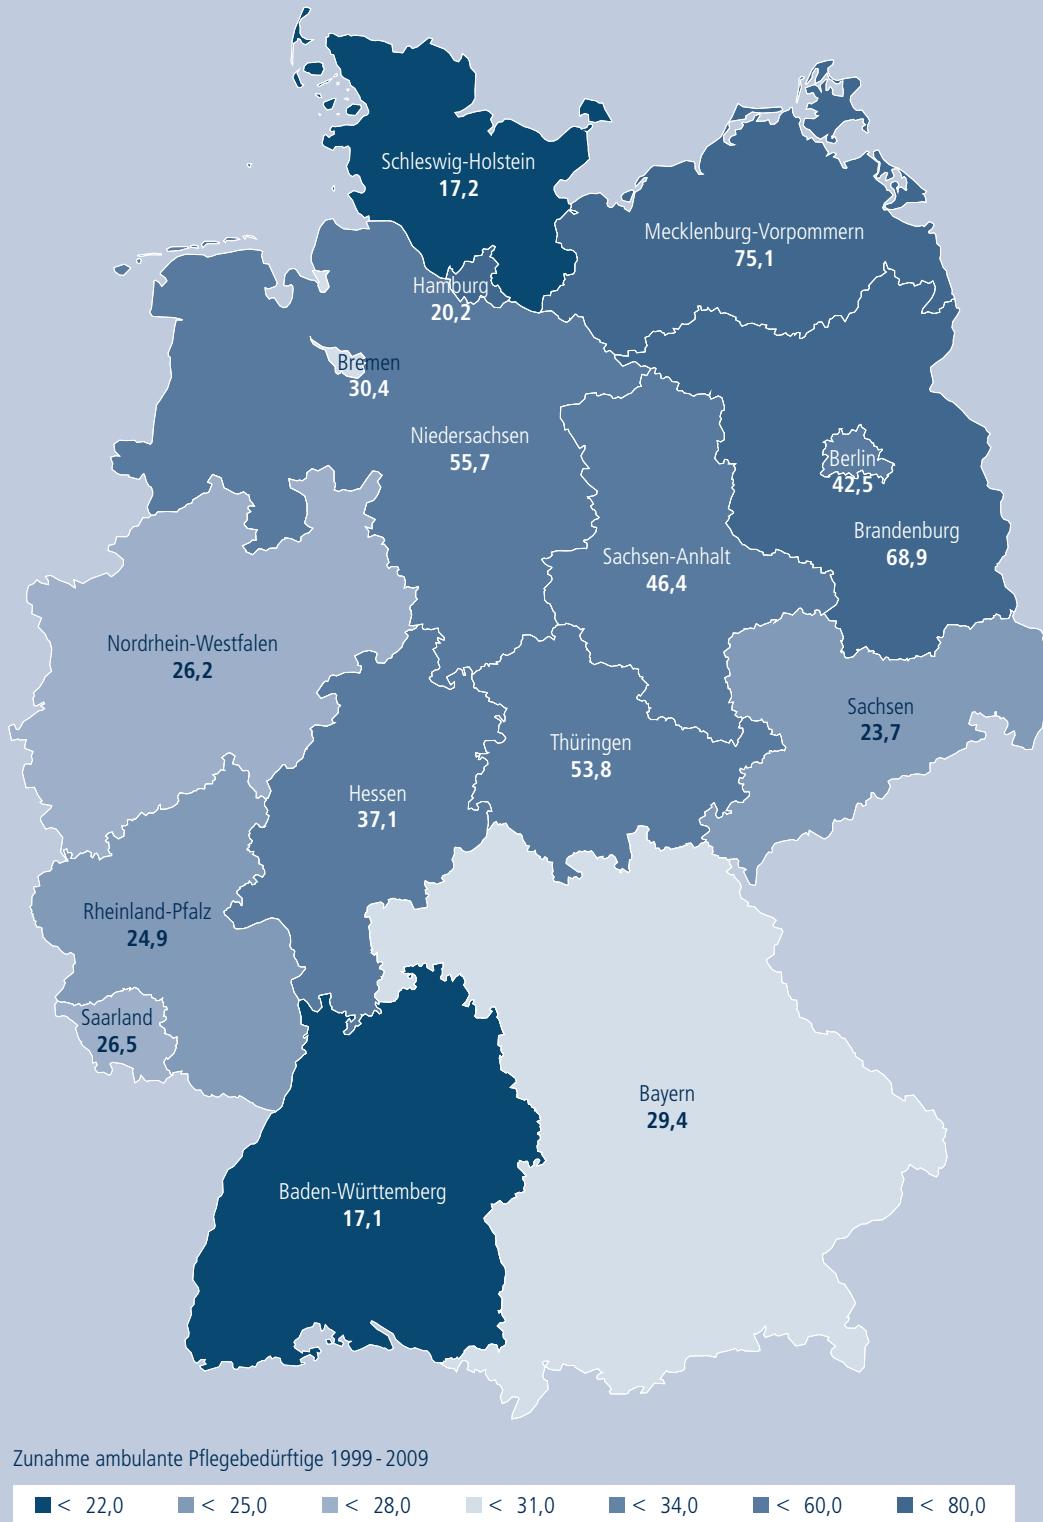 Schleswig-Holstein
17,2
Mecklenburg-Vorpommern
75,1
Hamburg
20,2
Bremen
30,4
Niedersachsen
55,7
Berlin
42,5
Brandenburg
68,9
Sachsen-Anhalt
46,4
Nordrhein-Westfalen
26,2
Sachsen
23,7
Thüringen
53,8
Hessen
37,1
Rheinland-Pfalz
24,9
Saarland
26,5
Bayern
29,4
Baden-Württemberg
17,1
Zunahme ambulante Pflegebedürftige 1999 - 2009
< 22,0 < 25,0 < 28,0 < 31,0 < 34,0 < 60,0 < 80,0